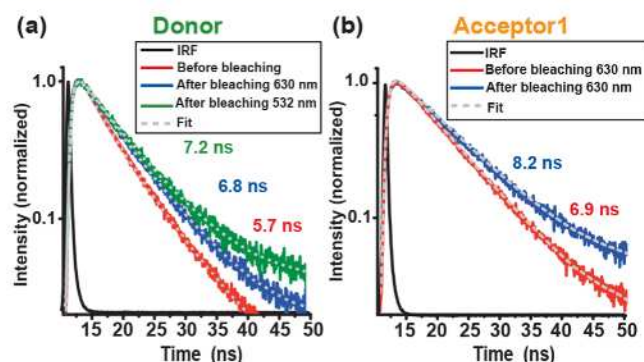 (a) Donor
IRF
Before bleaching
After bleaching 630 nm
After bleaching 532 nm
Fit
7.2 ns
6.8 ns
5.7 ns
1.0
0.1
Intensity (normalized)
15 20 25 30 35 40 45 50
Time (ns)
(b) Acceptor1
IRF
Before bleaching 630 nm
After bleaching 630 nm
Fit
8.2 ns
6.9 ns
1.0
0.1
Intensity (normalized)
15 20 25 30 35 40 45 50
Time (ns)